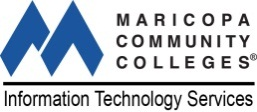 MARICOPA
COMMUNITY
COLLEGES®
Information Technology Services